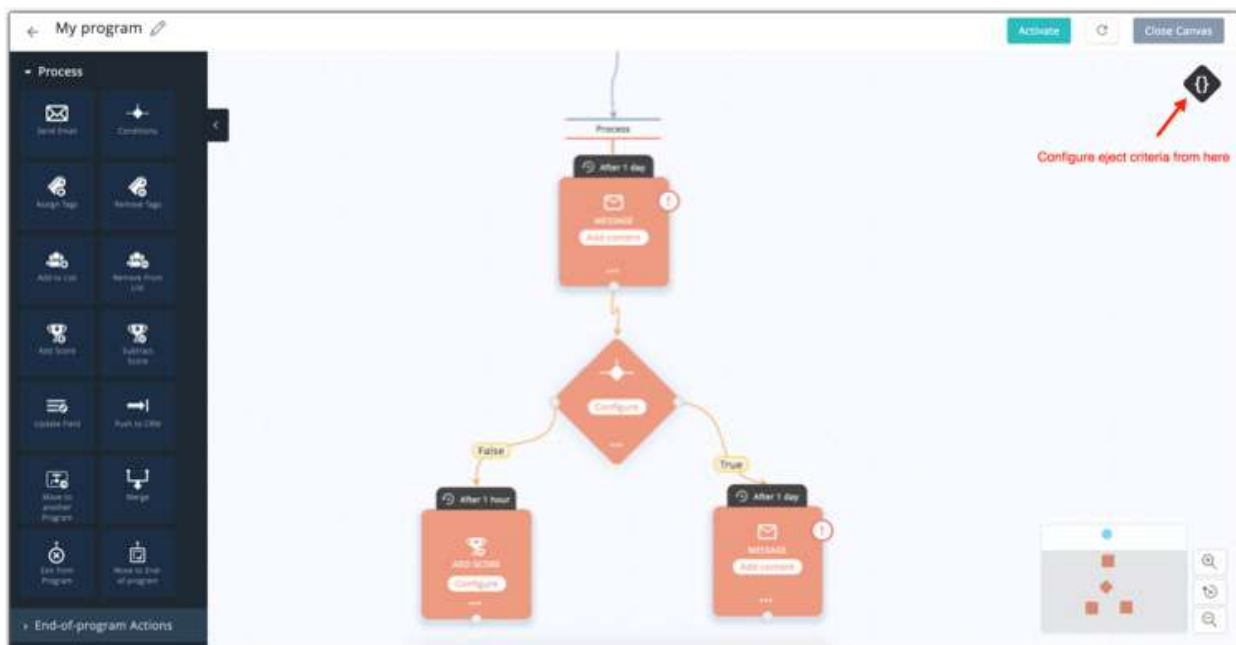 My program
Activate
Close Canvas
Process
Send Email
Conditions
Assign Tags
Remove Tags
Add to List
Remove From
List
Add Score
Subtract
Score
Update Field
Push to CRM
Move to
another
Program
Merge
Exit from
Program
Move to End
of program
End-of-program Actions
{}
Configure eject criteria from here
Process
After 1 day
MESSAGE
Add content
Configure
False
True
After 1 hour
ADD SCORE
Configure
After 1 day
MESSAGE
Add content